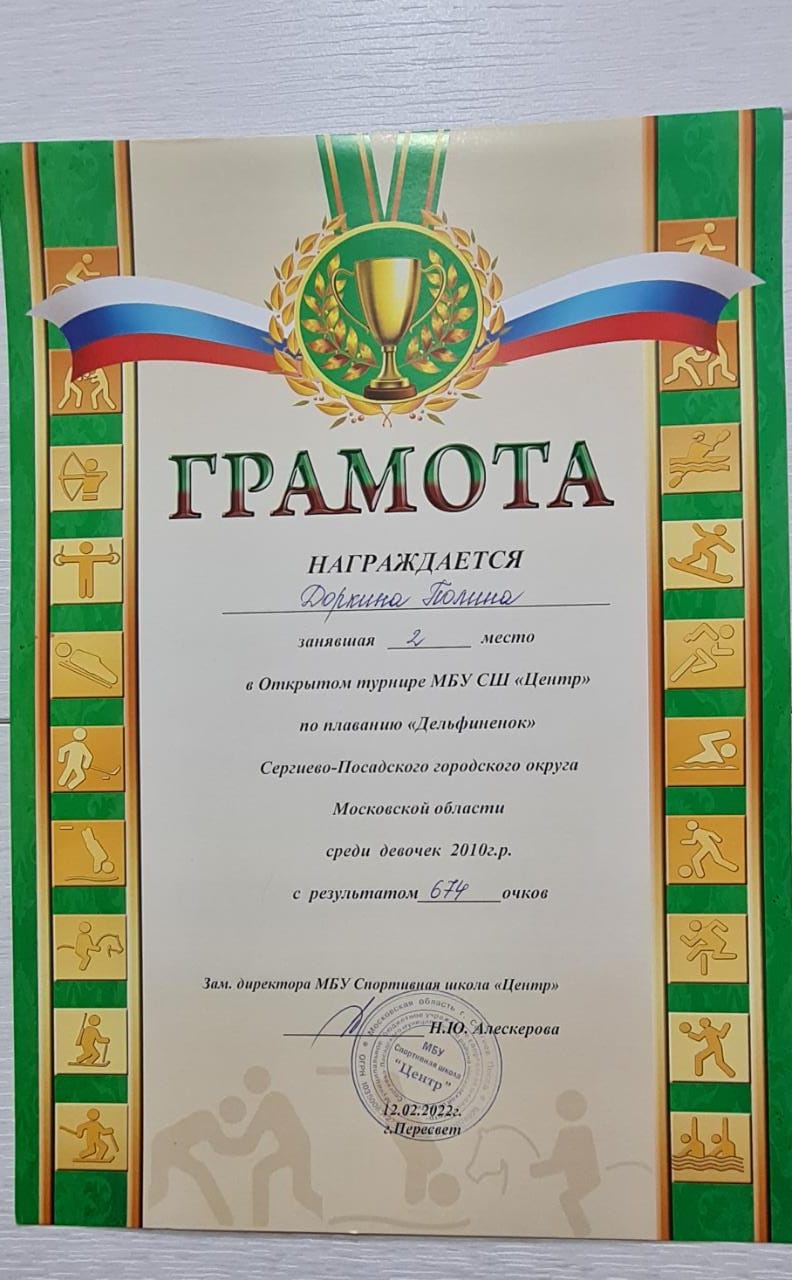 ГРАМОТА
НАГРАЖДАЕТСЯ
Доркина Полина
занявшая 2 место
в Открытом турнире МБУ СШ «Центр»
по плаванию «Дельфиненок»
Сергиево-Посадского городского округа
Московской области
среди девочек 2010г.р.
с результатом 674 очков
Зам. директора МБУ Спортивная школа «Центр»
Н.Ю. Алескерова
Московская область г.
МБУ
Спортивная школа
"Центр"
12.02.2022г.
г.Пересвет